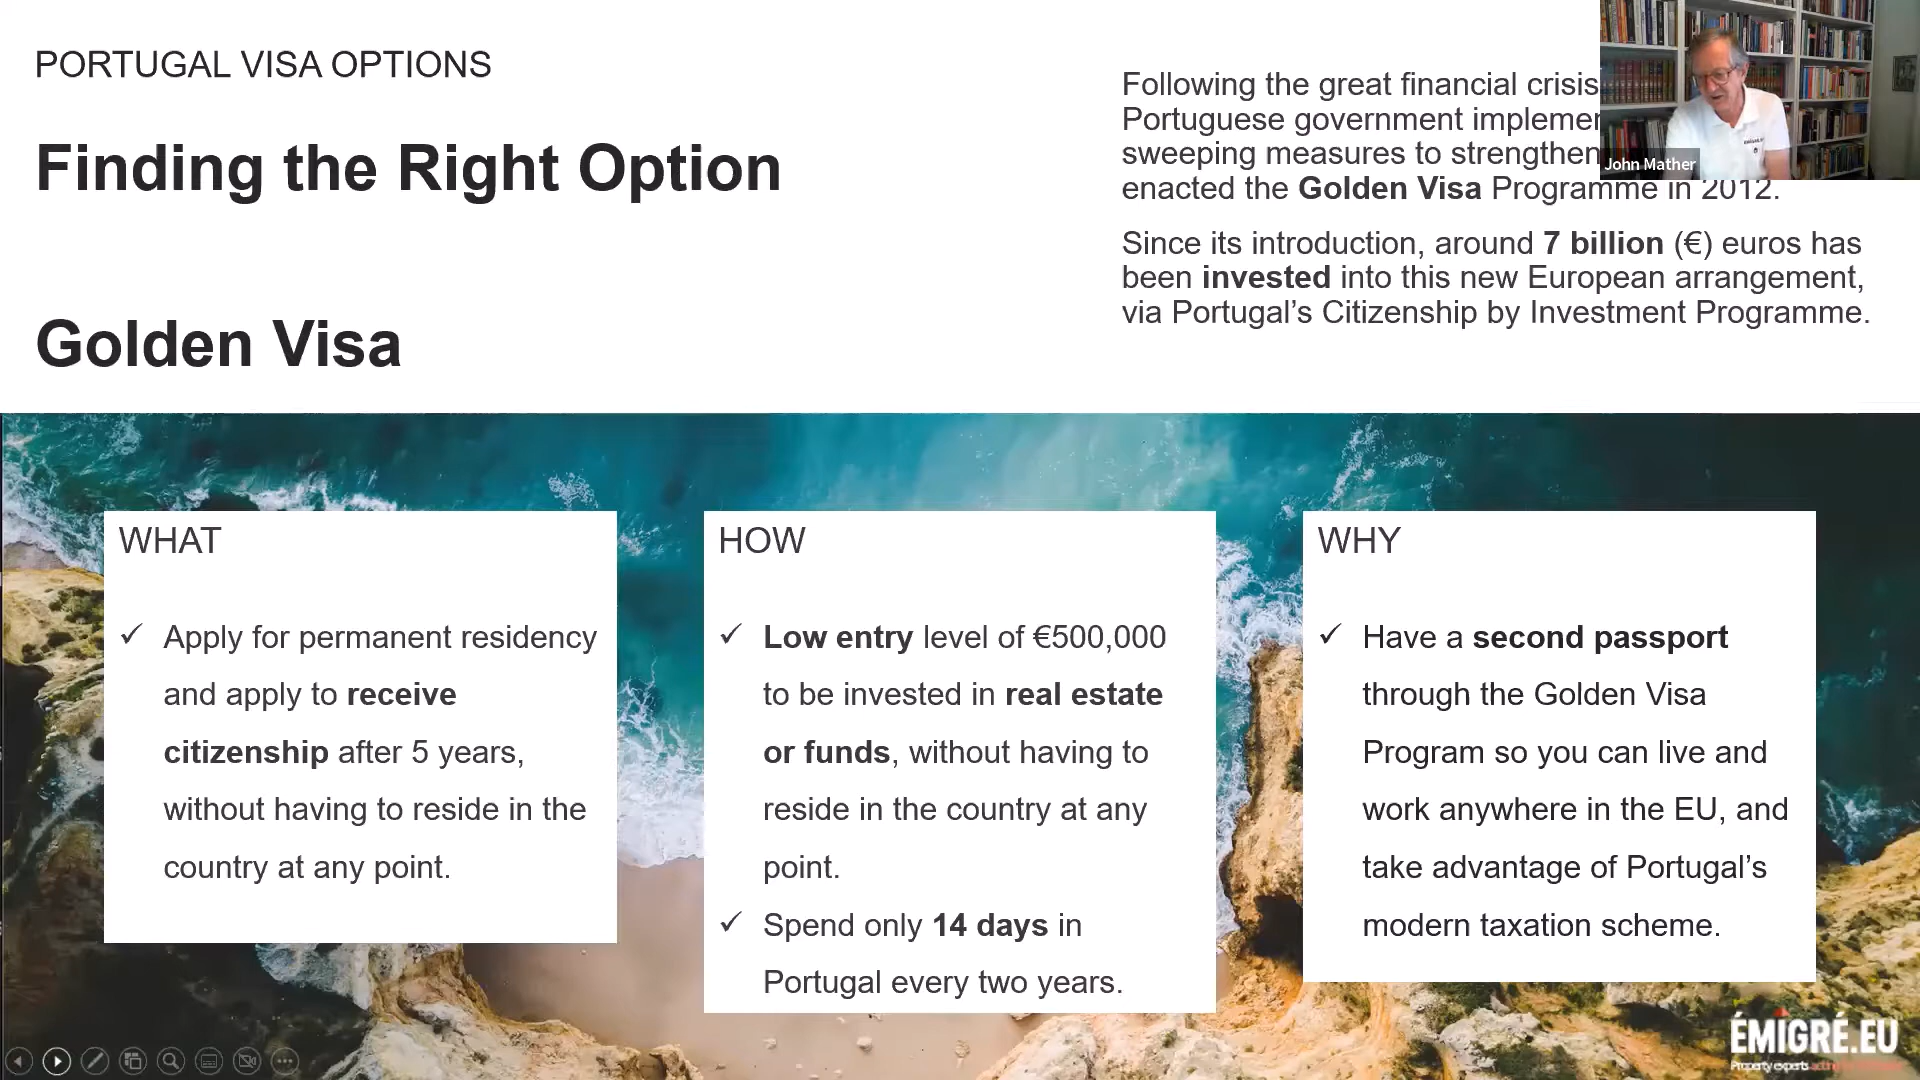 PORTUGAL VISA OPTIONS
Finding the Right Option
Golden Visa
Following the great financial crisis
Portuguese government
sweeping measures to strengthen
enacted the Golden Visa Programme in 2012.
Since its introduction, around 7 billion (€) euros has
been invested into this new European arrangement,
via Portugal’s Citizenship by Investment Programme.
John Mather
WHAT
✓ Apply for permanent residency
and apply to receive
citizenship after 5 years,
without having to reside in the
country at any point.
HOW
✓ Low entry level of €500,000
to be invested in real estate
or funds, without having to
reside in the country at any
point.
✓ Spend only 14 days in
Portugal every two years.
WHY
✓ Have a second passport
through the Golden Visa
Program so you can live and
work anywhere in the EU, and
take advantage of Portugal’s
modern taxation scheme.
ÉMIGRÉ.EU
Property experts